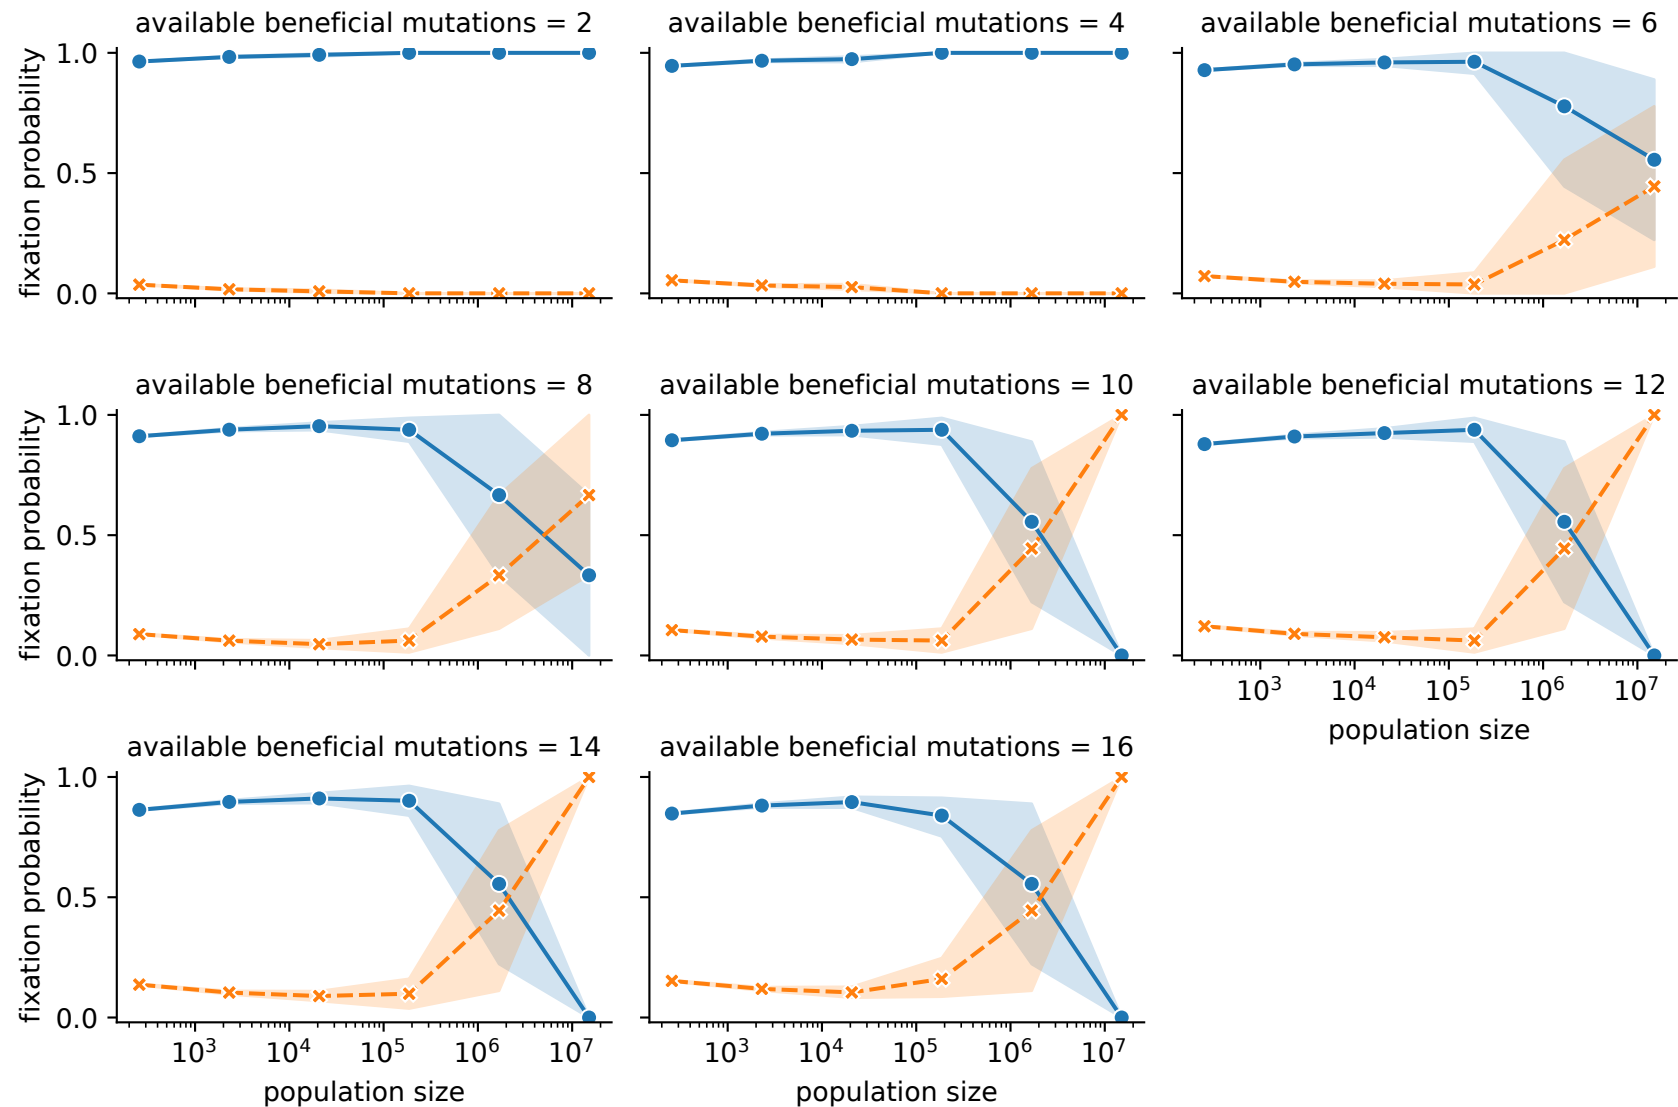 available beneficial mutations = 2
available beneficial mutations = 4
available beneficial mutations = 6
fixation probability
1.0
0.5
0.0
available beneficial mutations = 8
available beneficial mutations = 10
available beneficial mutations = 12
fixation probability
1.0
0.5
0.0
10³ 10⁴ 10⁵ 10⁶ 10⁷
population size
available beneficial mutations = 14
available beneficial mutations = 16
fixation probability
1.0
0.5
0.0
10³ 10⁴ 10⁵ 10⁶ 10⁷
10³ 10⁴ 10⁵ 10⁶ 10⁷
population size
population size